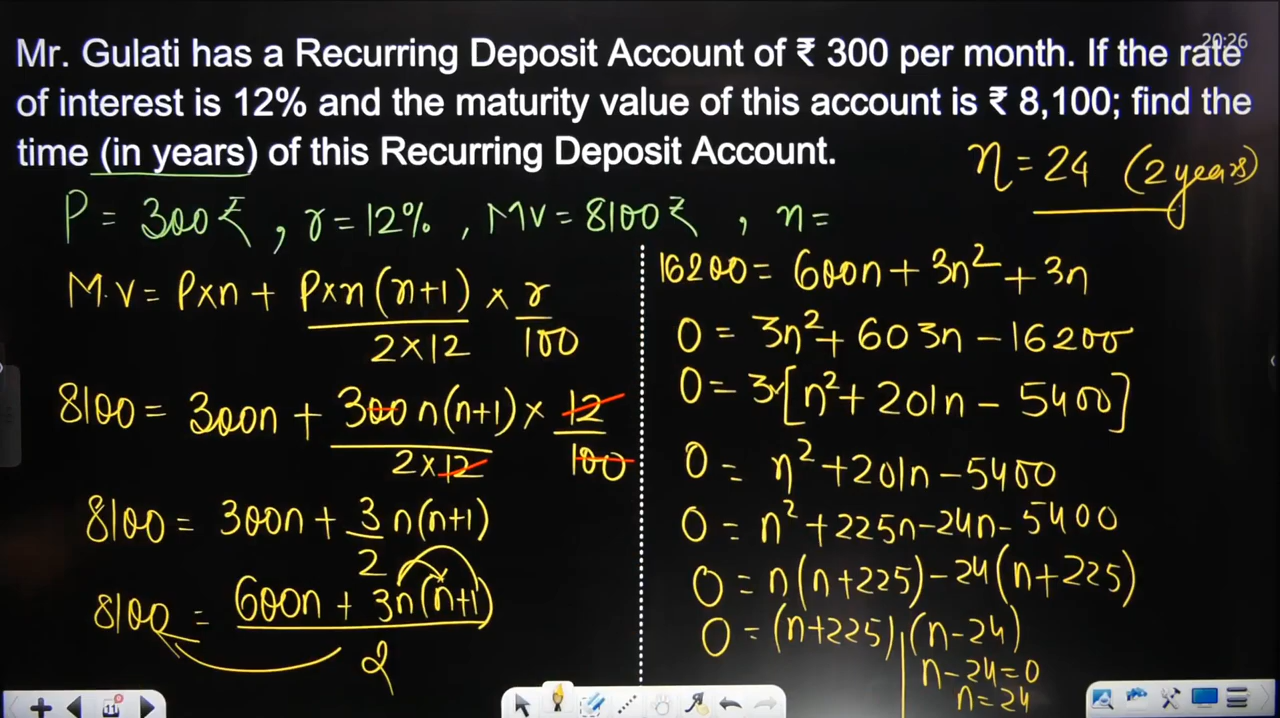 20:26
Mr. Gulati has a Recurring Deposit Account of ₹ 300 per month. If the rate
of interest is 12% and the maturity value of this account is ₹ 8,100; find the
time (in years) of this Recurring Deposit Account.
n = 24 (2 years)
P = 300 ₹ , r = 12% , MV = 8100 ₹ , n =
M.V = P×n + P×n(n+1)/2×12 × r/100
8100 = 300n + 300 n(n+1)/2×12 × 12/100
8100 = 300n + 3/2 n(n+1)
8100 = 600n + 3n(n+1)/2
16200 = 600n + 3n² + 3n
0 = 3n² + 603n - 16200
0 = 3[n² + 201n - 5400]
0 = n² + 201n - 5400
0 = n² + 225n - 24n - 5400
0 = n(n+225) - 24(n+225)
0 = (n+225) (n-24)
n - 24 = 0
n = 24
11